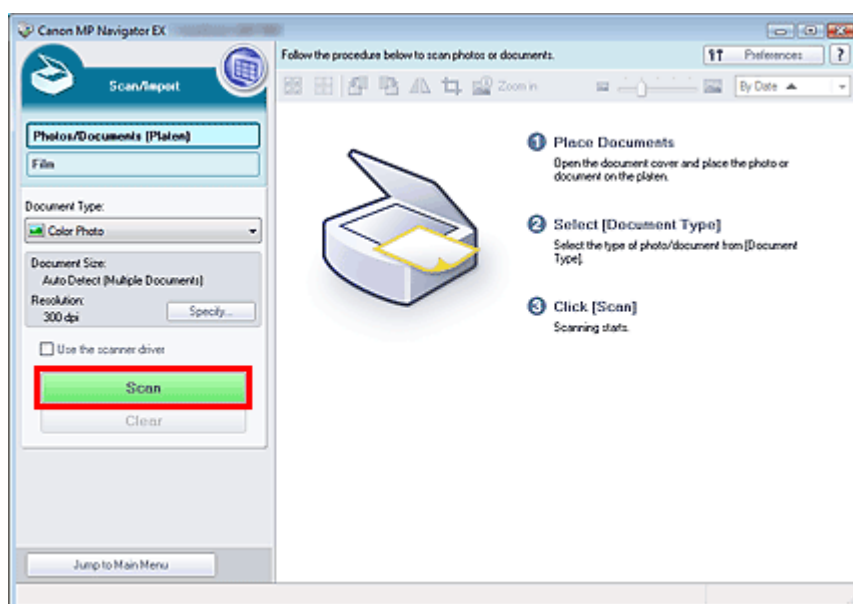 Canon MP Navigator EX
Scan/Import
Photos/Documents (Platen)
Film
Document Type:
Color Photo
Document Size:
Auto Detect (Multiple Documents)
Resolution:
300 dpi
Specify...
Use the scanner driver
Scan
Clear
Jump to Main Menu
Follow the procedure below to scan photos or documents.
Preferences
?
Zoom in
By Date
1 Place Documents
Open the document cover and place the photo or
document on the platen.
2 Select [Document Type]
Select the type of photo/document from [Document
Type].
3 Click [Scan]
Scanning starts.